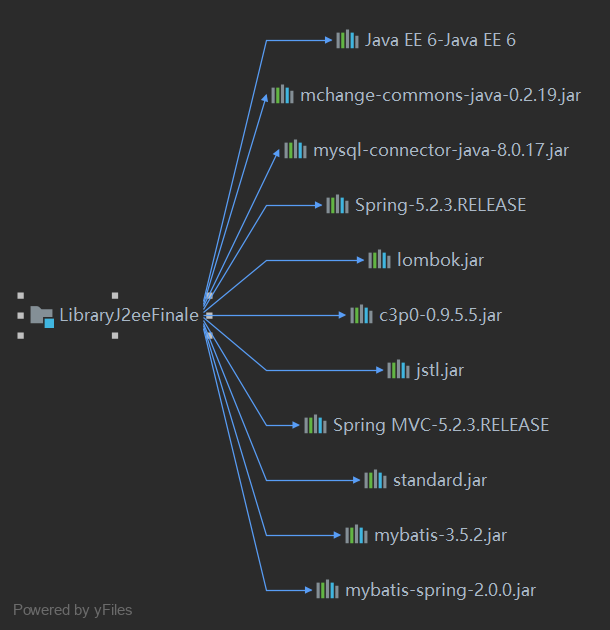 Java EE 6-Java EE 6
mchange-commons-java-0.2.19.jar
mysql-connector-java-8.0.17.jar
Spring-5.2.3.RELEASE
lombok.jar
LibraryJ2eeFinale
c3p0-0.9.5.5.jar
jstl.jar
Spring MVC-5.2.3.RELEASE
standard.jar
mybatis-3.5.2.jar
mybatis-spring-2.0.0.jar
Powered by yFiles